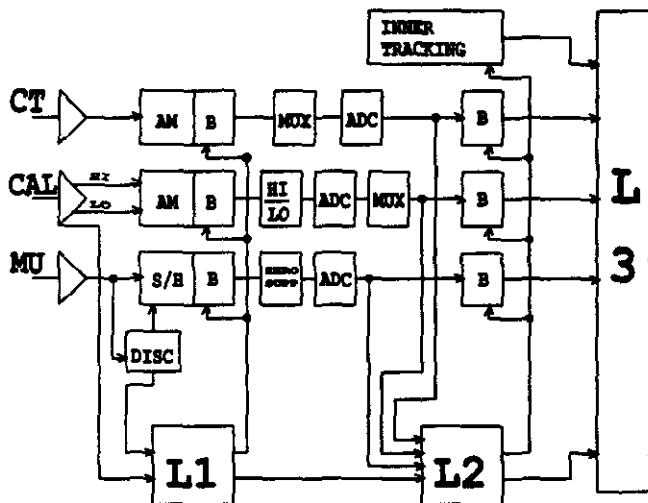 INNER
TRACKING
CT
AM B
MUX
ADC
B
CAL
HI
LO
AM B
HI
LO
ADC
MUX
B
L
3
MU
S/H B
ZERO
SUPP
ADC
B
DISC
L1
L2